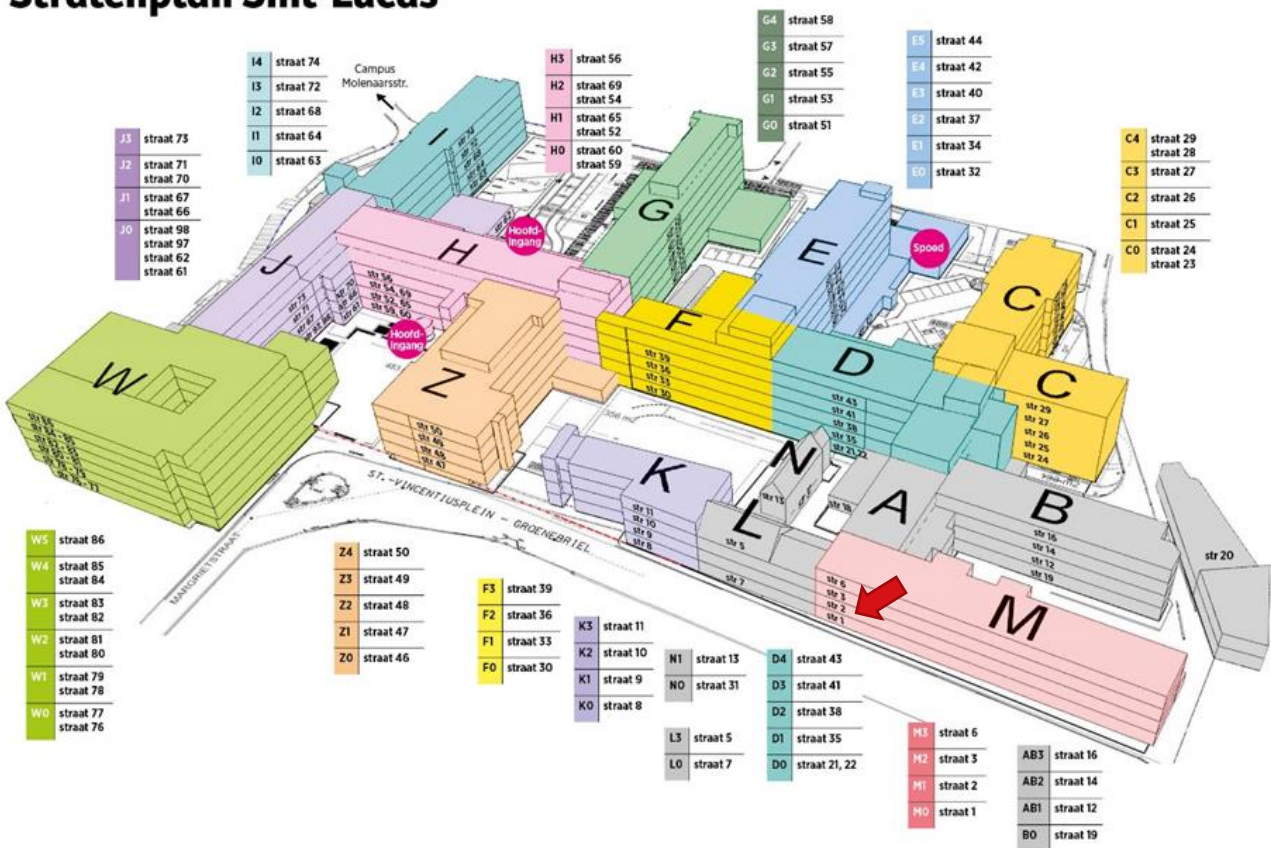 Stratenplan Sint-Lucas
G4 straat 58
G3 straat 57
G2 straat 55
G1 straat 53
G0 straat 51
E5 straat 44
E4 straat 42
E3 straat 40
E2 straat 37
E1 straat 34
E0 straat 32
I4 straat 74
I3 straat 72
I2 straat 68
I1 straat 64
I0 straat 63
Campus
Molenaarsstr.
H3 straat 56
H2 straat 69
straat 54
H1 straat 65
straat 52
H0 straat 60
straat 59
J3 straat 73
J2 straat 71
straat 70
J1 straat 67
straat 66
J0 straat 98
straat 97
straat 62
straat 61
C4 straat 29
straat 28
C3 straat 27
C2 straat 26
C1 straat 25
C0 straat 24
straat 23
I
G
Hoofd-
Ingang
H
E
Spoed
J
str 56
str 54, 69
str 52, 65
str 59, 60
str 73
Hoofd-
Ingang
C
F
str 39
str 36
str 33
str 30
D
str 43
str 41
str 38
str 35
str 21,22
C
str 29
str 27
str 26
str 25
str 24
W
Z
str 50
str 49
str 48
str 47
K
str 11
str 10
str 9
str 8
N
str 13
str 18
L
str 5
str 7
A
B
str 16
str 14
str 12
str 19
str 20
M
str 6
str 3
str 2
str 1
ST.-VINCENTIUSPLEIN - GROENEBRIEL
MARGRIETSTRAAT
W5 straat 86
W4 straat 85
straat 84
W3 straat 83
straat 82
W2 straat 81
straat 80
W1 straat 79
straat 78
W0 straat 77
straat 76
Z4 straat 50
Z3 straat 49
Z2 straat 48
Z1 straat 47
Z0 straat 46
F3 straat 39
F2 straat 36
F1 straat 33
F0 straat 30
K3 straat 11
K2 straat 10
K1 straat 9
K0 straat 8
N1 straat 13
N0 straat 31
L3 straat 5
L0 straat 7
D4 straat 43
D3 straat 41
D2 straat 38
D1 straat 35
D0 straat 21, 22
M3 straat 6
M2 straat 3
M1 straat 2
M0 straat 1
AB3 straat 16
AB2 straat 14
AB1 straat 12
B0 straat 19